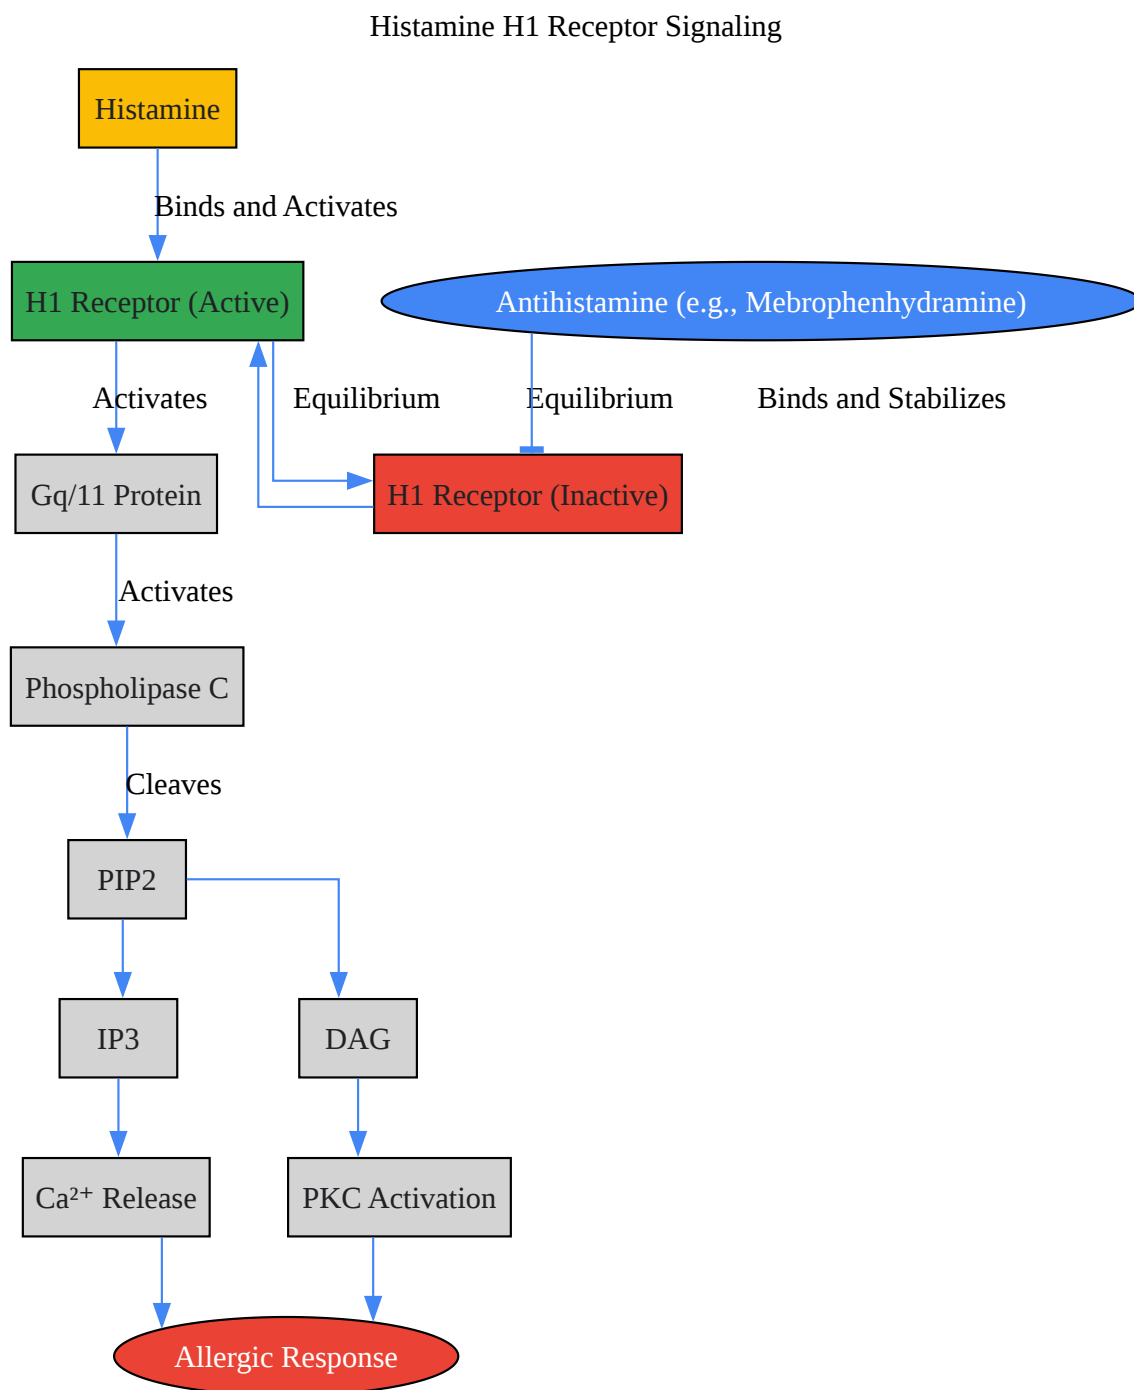 Histamine H1 Receptor Signaling
Histamine
Binds and Activates
H1 Receptor (Active)
Antihistamine (e.g., Mebrophenhydramine)
Activates
Equilibrium
Equilibrium
Binds and Stabilizes
Gq/11 Protein
H1 Receptor (Inactive)
Activates
Phospholipase C
Cleaves
PIP2
IP3
DAG
Ca²⁺ Release
PKC Activation
Allergic Response